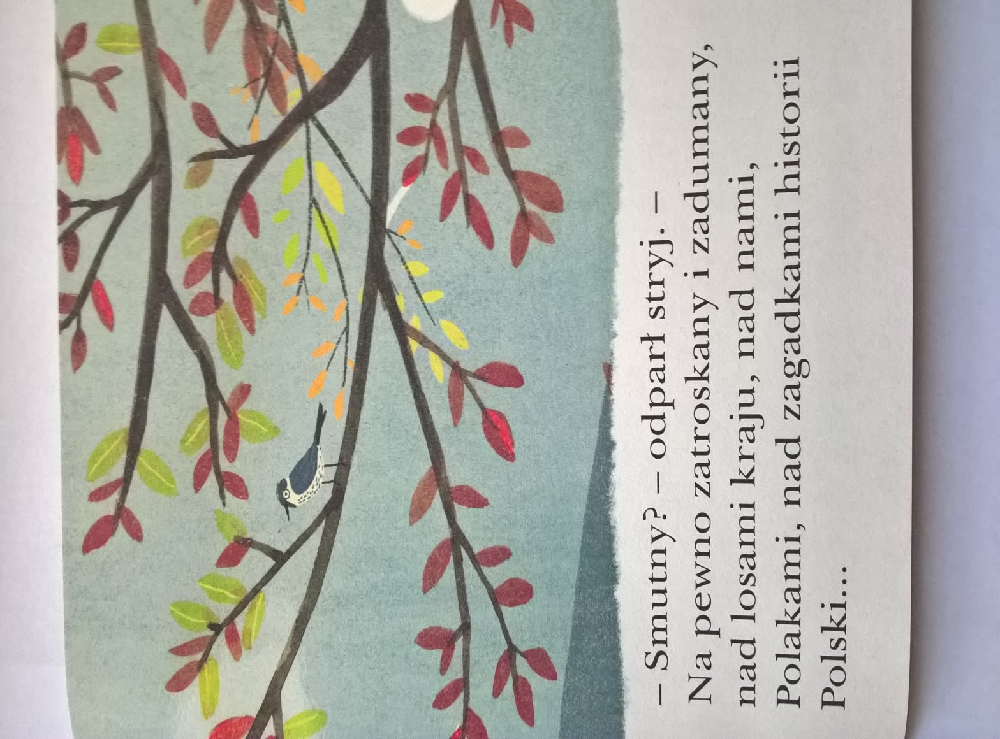 – Smutny? – odparł stryj. –
Na pewno zatroskany i zadumany,
nad losami kraju, nad nami,
Polakami, nad zagadkami historii
Polski...